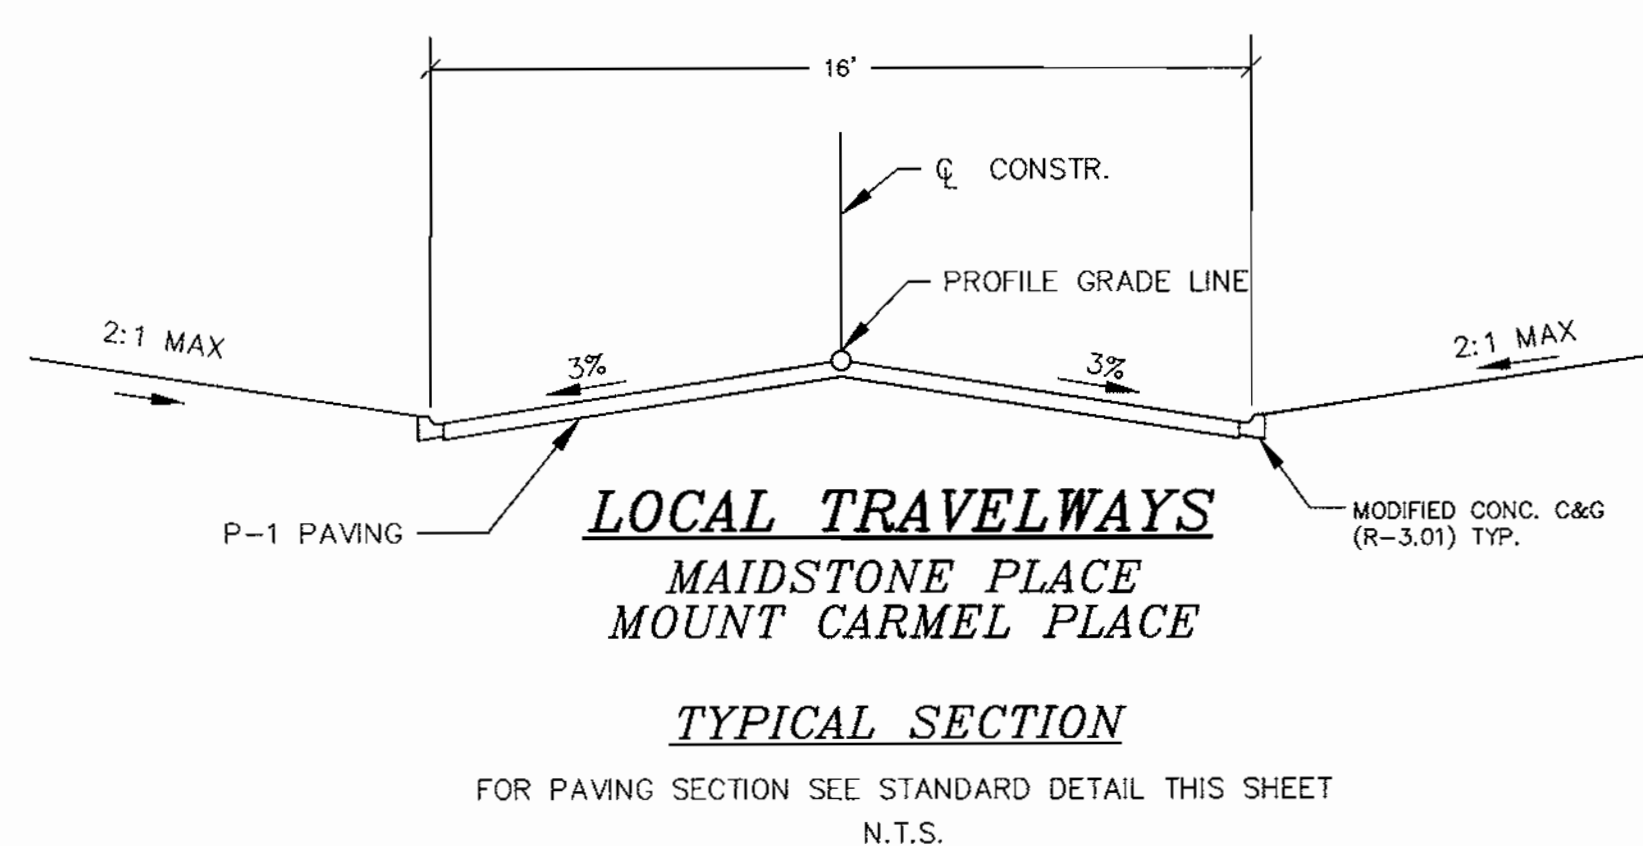 16'
℄ CONSTR.
PROFILE GRADE LINE
2:1 MAX
3%
3%
2:1 MAX
P-1 PAVING
MODIFIED CONC. C&G
(R-3.01) TYP.
LOCAL TRAVELWAYS
MAIDSTONE PLACE
MOUNT CARMEL PLACE
TYPICAL SECTION
FOR PAVING SECTION SEE STANDARD DETAIL THIS SHEET
N.T.S.